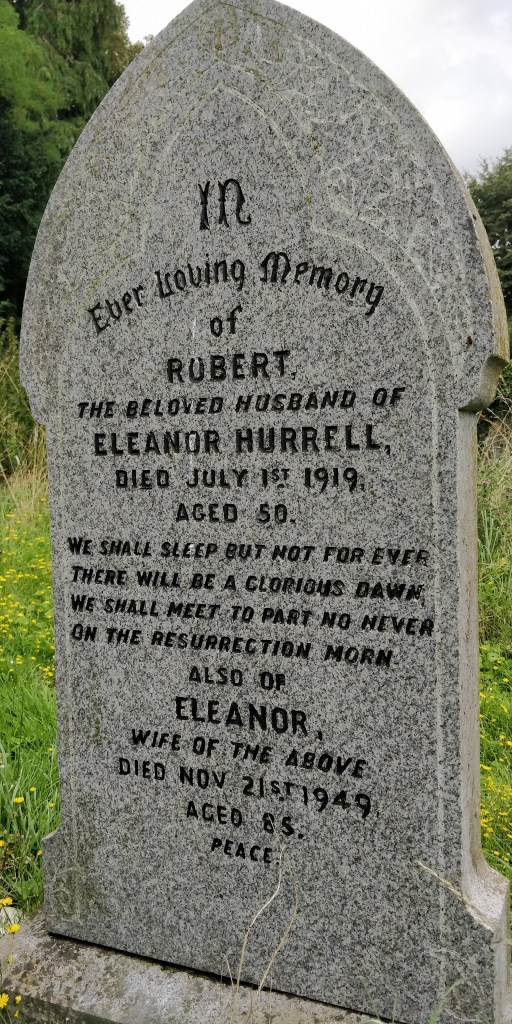 In
Ever Loving Memory
of
ROBERT,
THE BELOVED HUSBAND OF
ELEANOR HURRELL,
DIED JULY 1ST 1919,
AGED 50.
WE SHALL SLEEP BUT NOT FOR EVER
THERE WILL BE A GLORIOUS DAWN,
WE SHALL MEET TO PART NO NEVER
ON THE RESURRECTION MORN.
ALSO OF
ELEANOR,
WIFE OF THE ABOVE
DIED NOV 21ST 1949,
AGED 85.
PEACE.